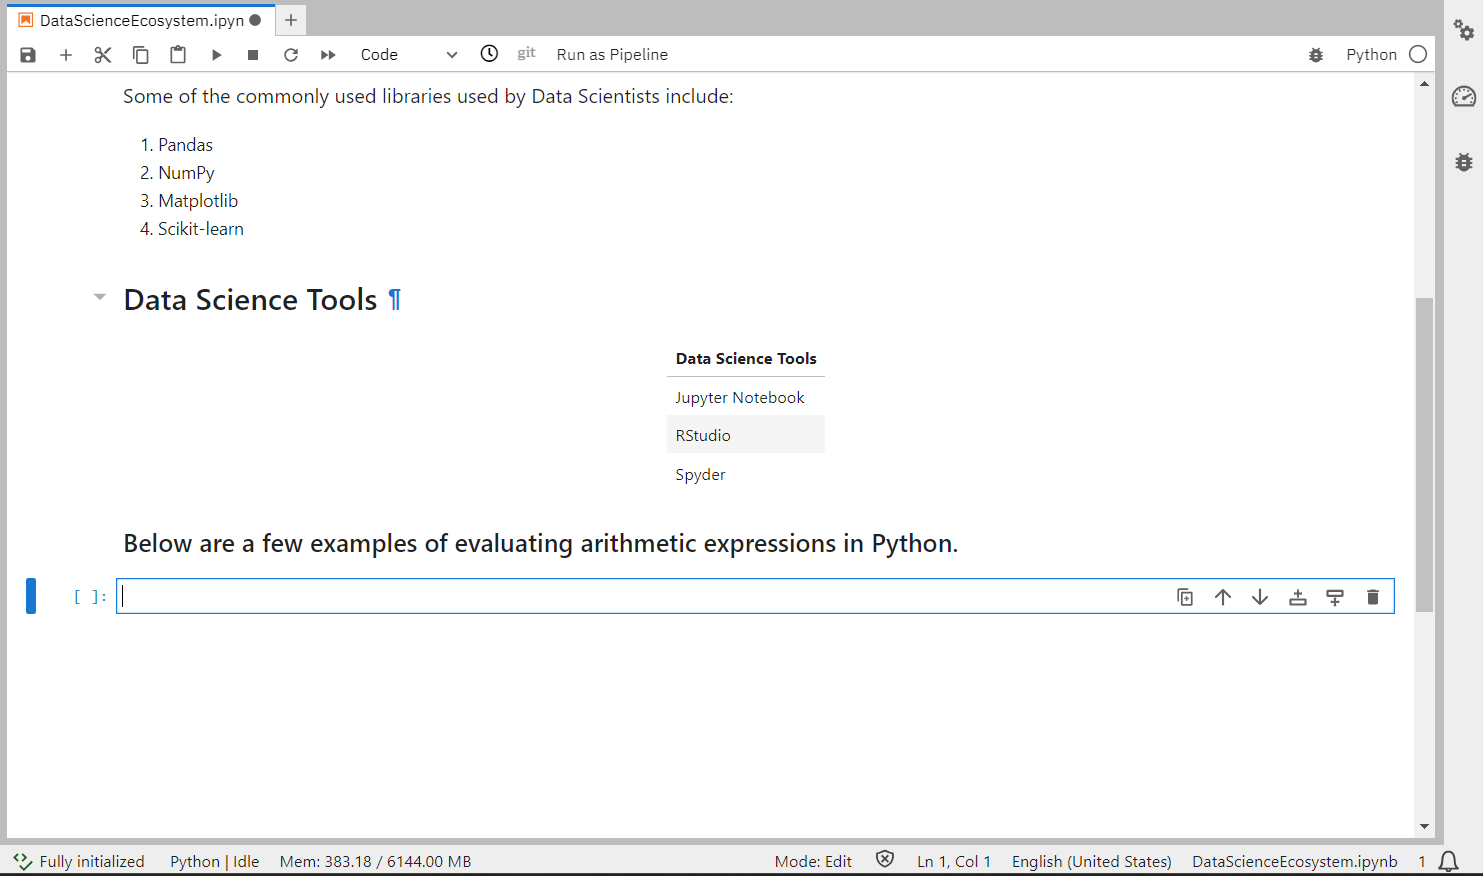 DataScienceEcosystem.ipyn
Code
git
Run as Pipeline
Python
Some of the commonly used libraries used by Data Scientists include:
1. Pandas
2. NumPy
3. Matplotlib
4. Scikit-learn
Data Science Tools ¶
Data Science Tools
Jupyter Notebook
RStudio
Spyder
Below are a few examples of evaluating arithmetic expressions in Python.
[ ]:
Fully initialized
Python | Idle
Mem: 383.18 / 6144.00 MB
Mode: Edit
Ln 1, Col 1
English (United States)
DataScienceEcosystem.ipynb
1